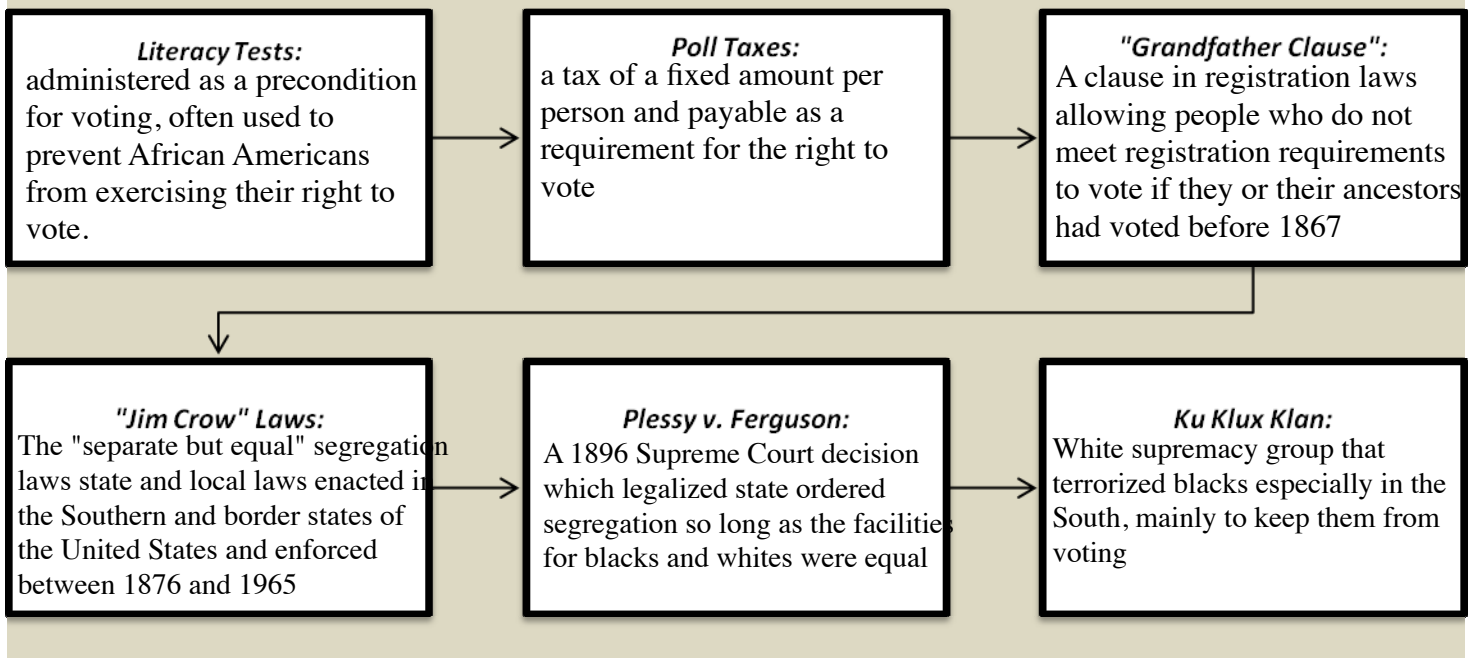 Literacy Tests:
administered as a precondition
for voting, often used to
prevent African Americans
from exercising their right to
vote.
Poll Taxes:
a tax of a fixed amount per
person and payable as a
requirement for the right to
vote
"Grandfather Clause":
A clause in registration laws
allowing people who do not
meet registration requirements
to vote if they or their ancestors
had voted before 1867
"Jim Crow" Laws:
The "separate but equal" segregation
laws state and local laws enacted in
the Southern and border states of
the United States and enforced
between 1876 and 1965
Plessy v. Ferguson:
A 1896 Supreme Court decision
which legalized state ordered
segregation so long as the facilities
for blacks and whites were equal
Ku Klux Klan:
White supremacy group that
terrorized blacks especially in the
South, mainly to keep them from
voting